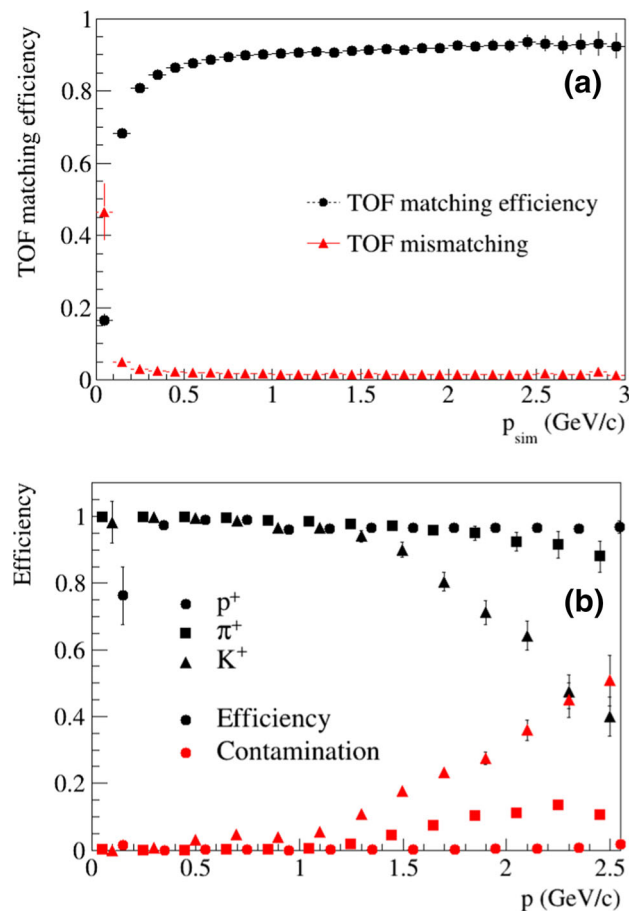 TOF matching efficiency
1
0.8
0.6
0.4
0.2
0
(a)
TOF matching efficiency
TOF mismatching
0 0.5 1 1.5 2 2.5 3
p_sim (GeV/c)
Efficiency
1
0.8
0.6
0.4
0.2
0
(b)
p⁺
π⁺
K⁺
Efficiency
Contamination
0 0.5 1 1.5 2 2.5
p (GeV/c)